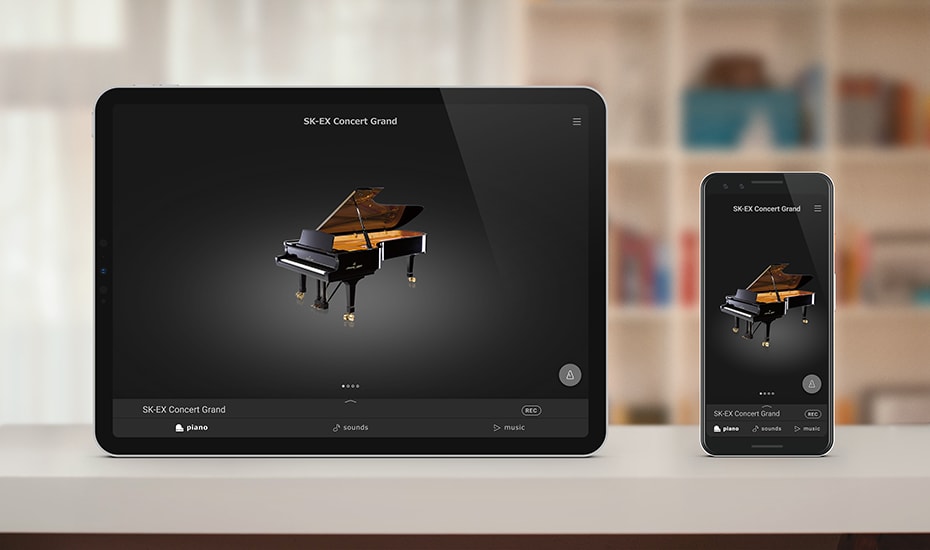 SK-EX Concert Grand
SK-EX Concert Grand
REC
piano
sounds
music
SK-EX Concert Grand
SK-EX Concert Grand
REC
piano
sounds
music